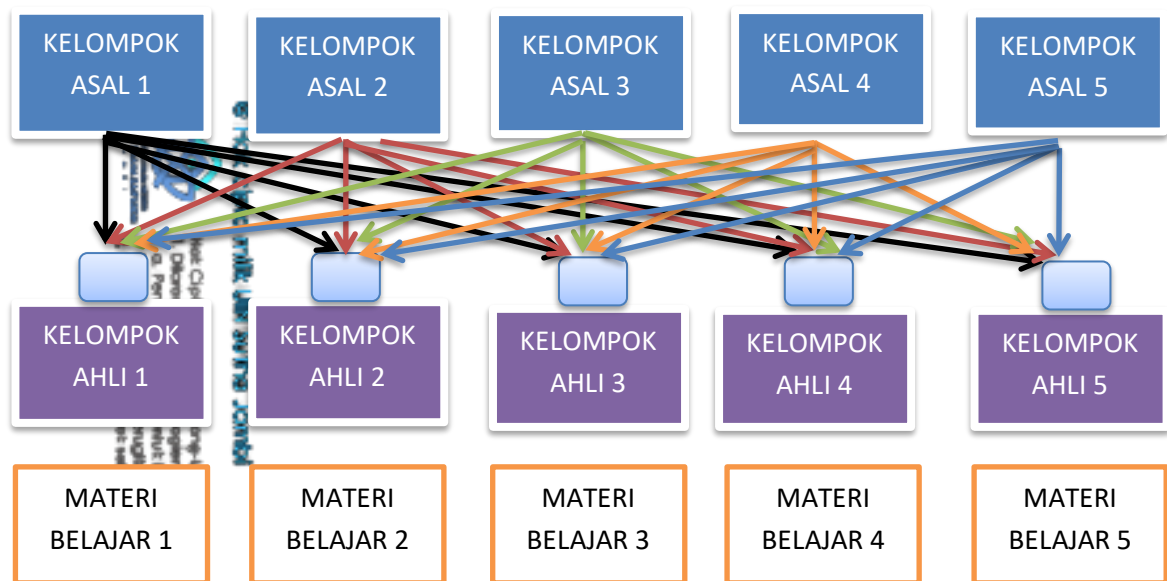 KELOMPOK
ASAL 1
KELOMPOK
ASAL 2
KELOMPOK
ASAL 3
KELOMPOK
ASAL 4
KELOMPOK
ASAL 5
KELOMPOK
AHLI 1
KELOMPOK
AHLI 2
KELOMPOK
AHLI 3
KELOMPOK
AHLI 4
KELOMPOK
AHLI 5
MATERI
BELAJAR 1
MATERI
BELAJAR 2
MATERI
BELAJAR 3
MATERI
BELAJAR 4
MATERI
BELAJAR 5